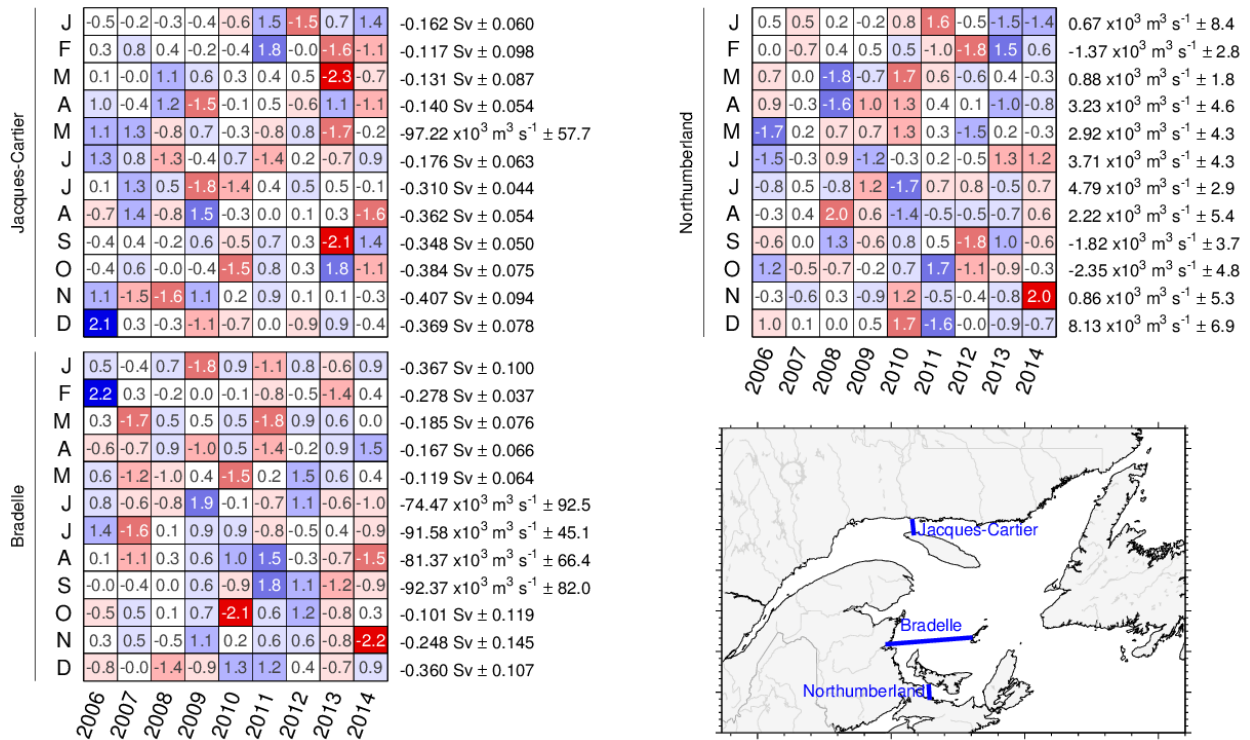 Jacques-Cartier
J -0.5 -0.2 -0.3 -0.3 -0.6 1.5 -1.5 0.7 1.4 -0.162 Sv ± 0.060
F 0.3 0.8 0.4 -0.2 -0.4 1.8 -0.0 -1.6 -1.1 -0.117 Sv ± 0.098
M 0.1 -0.0 1.1 0.6 0.3 0.4 0.5 -2.3 -0.7 -0.131 Sv ± 0.087
A 1.0 -0.4 1.2 -1.5 -0.1 0.5 -0.6 1.1 -1.1 -0.140 Sv ± 0.054
M 1.1 1.3 -0.8 0.7 -0.3 -0.8 0.8 -1.7 -0.2 -97.22 x10³ m³ s⁻¹ ± 57.7
J 1.3 0.8 -1.3 -0.4 0.7 -1.4 0.2 -0.7 0.9 -0.176 Sv ± 0.063
J 0.1 1.3 0.5 -1.8 -1.4 0.4 0.5 0.5 -0.1 -0.310 Sv ± 0.044
A -0.7 1.4 -0.8 1.5 -0.3 0.0 0.1 0.3 -1.6 -0.362 Sv ± 0.054
S -0.4 0.4 -0.2 0.6 -0.5 0.7 0.3 -2.1 1.4 -0.348 Sv ± 0.050
O -0.4 0.6 -0.0 -0.4 -1.5 0.8 0.3 1.8 -1.1 -0.384 Sv ± 0.075
N 1.1 -1.5 -1.6 1.1 0.2 0.9 0.1 0.1 -0.3 -0.407 Sv ± 0.094
D 2.1 0.3 -0.3 -1.1 -0.7 0.0 -0.9 0.9 -0.4 -0.369 Sv ± 0.078
Bradelle
J 0.5 -0.4 0.7 -1.8 0.9 -1.1 0.8 -0.6 0.9 -0.367 Sv ± 0.100
F 2.2 0.3 -0.2 0.0 -0.1 -0.8 -0.5 -1.4 0.4 -0.278 Sv ± 0.037
M 0.3 -1.7 0.5 0.5 0.5 -1.8 0.9 0.6 0.0 -0.185 Sv ± 0.076
A -0.6 -0.7 0.9 -1.0 0.5 -1.4 -0.2 0.9 1.5 -0.167 Sv ± 0.066
M 0.6 -1.2 -1.0 0.4 -1.5 0.2 1.5 0.6 0.4 -0.119 Sv ± 0.064
J 0.8 -0.6 -0.8 1.9 -0.1 -0.7 1.1 -0.6 -1.0 -74.47 x10³ m³ s⁻¹ ± 92.5
J 1.4 -1.6 0.1 0.9 0.9 -0.8 -0.5 0.4 -0.9 -91.58 x10³ m³ s⁻¹ ± 45.1
A 0.1 -1.1 0.3 0.6 1.0 1.5 -0.3 -0.7 -1.5 -81.37 x10³ m³ s⁻¹ ± 66.4
S -0.0 -0.4 0.0 0.6 -0.9 1.8 1.1 -1.2 -0.9 -92.37 x10³ m³ s⁻¹ ± 82.0
O -0.5 0.5 0.1 0.7 -2.1 0.6 1.2 -0.8 0.3 -0.101 Sv ± 0.119
N 0.3 0.5 -0.5 1.1 0.2 0.6 0.6 -0.8 -2.2 -0.248 Sv ± 0.145
D -0.8 -0.0 -1.4 -0.9 1.3 1.2 0.4 -0.7 0.9 -0.360 Sv ± 0.107
2006 2007 2008 2009 2010 2011 2012 2013 2014
Northumberland
J 0.5 0.5 0.2 -0.2 0.8 1.6 -0.5 -1.5 -1.4 0.67 x10³ m³ s⁻¹ ± 8.4
F 0.0 -0.7 0.4 0.5 0.5 -1.0 -1.8 1.5 0.6 -1.37 x10³ m³ s⁻¹ ± 2.8
M 0.7 0.0 -1.8 -0.7 1.7 0.6 -0.6 0.4 -0.3 0.88 x10³ m³ s⁻¹ ± 1.8
A 0.9 -0.3 -1.6 1.0 1.3 0.4 0.1 -1.0 -0.8 3.23 x10³ m³ s⁻¹ ± 4.6
M -1.7 0.2 0.7 0.7 1.3 0.3 -1.5 0.2 -0.3 2.92 x10³ m³ s⁻¹ ± 4.3
J -1.5 -0.3 0.9 -1.2 -0.3 0.2 -0.5 1.3 1.2 3.71 x10³ m³ s⁻¹ ± 4.3
J -0.8 0.5 -0.8 1.2 -1.7 0.7 0.8 -0.5 0.7 4.79 x10³ m³ s⁻¹ ± 2.9
A -0.3 0.4 2.0 0.6 -1.4 -0.5 -0.5 -0.7 0.6 2.22 x10³ m³ s⁻¹ ± 5.4
S -0.6 0.0 1.3 -0.6 0.8 0.5 -1.8 1.0 -0.6 -1.82 x10³ m³ s⁻¹ ± 3.7
O 1.2 -0.5 -0.7 -0.2 0.7 1.7 -1.1 -0.9 -0.3 -2.35 x10³ m³ s⁻¹ ± 4.8
N -0.3 -0.6 0.3 -0.9 1.2 -0.5 -0.4 -0.8 2.0 0.86 x10³ m³ s⁻¹ ± 5.3
D 1.0 0.1 0.0 0.5 1.7 -1.6 -0.0 -0.9 -0.7 8.13 x10³ m³ s⁻¹ ± 6.9
2006 2007 2008 2009 2010 2011 2012 2013 2014
Jacques-Cartier
Bradelle
Northumberland